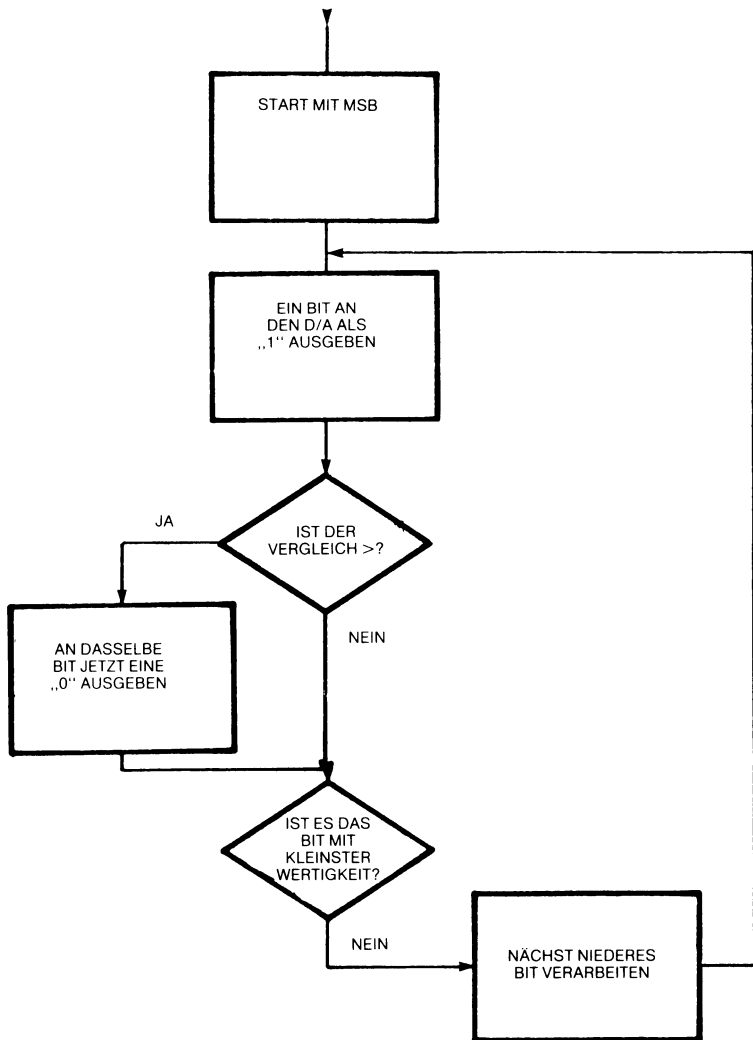 START MIT MSB
EIN BIT AN
DEN D/A ALS
„1“ AUSGEBEN
IST DER
VERGLEICH >?
JA
NEIN
AN DASSELBE
BIT JETZT EINE
„0“ AUSGEBEN
IST ES DAS
BIT MIT
KLEINSTER
WERTIGKEIT?
NEIN
NÄCHST NIEDERES
BIT VERARBEITEN